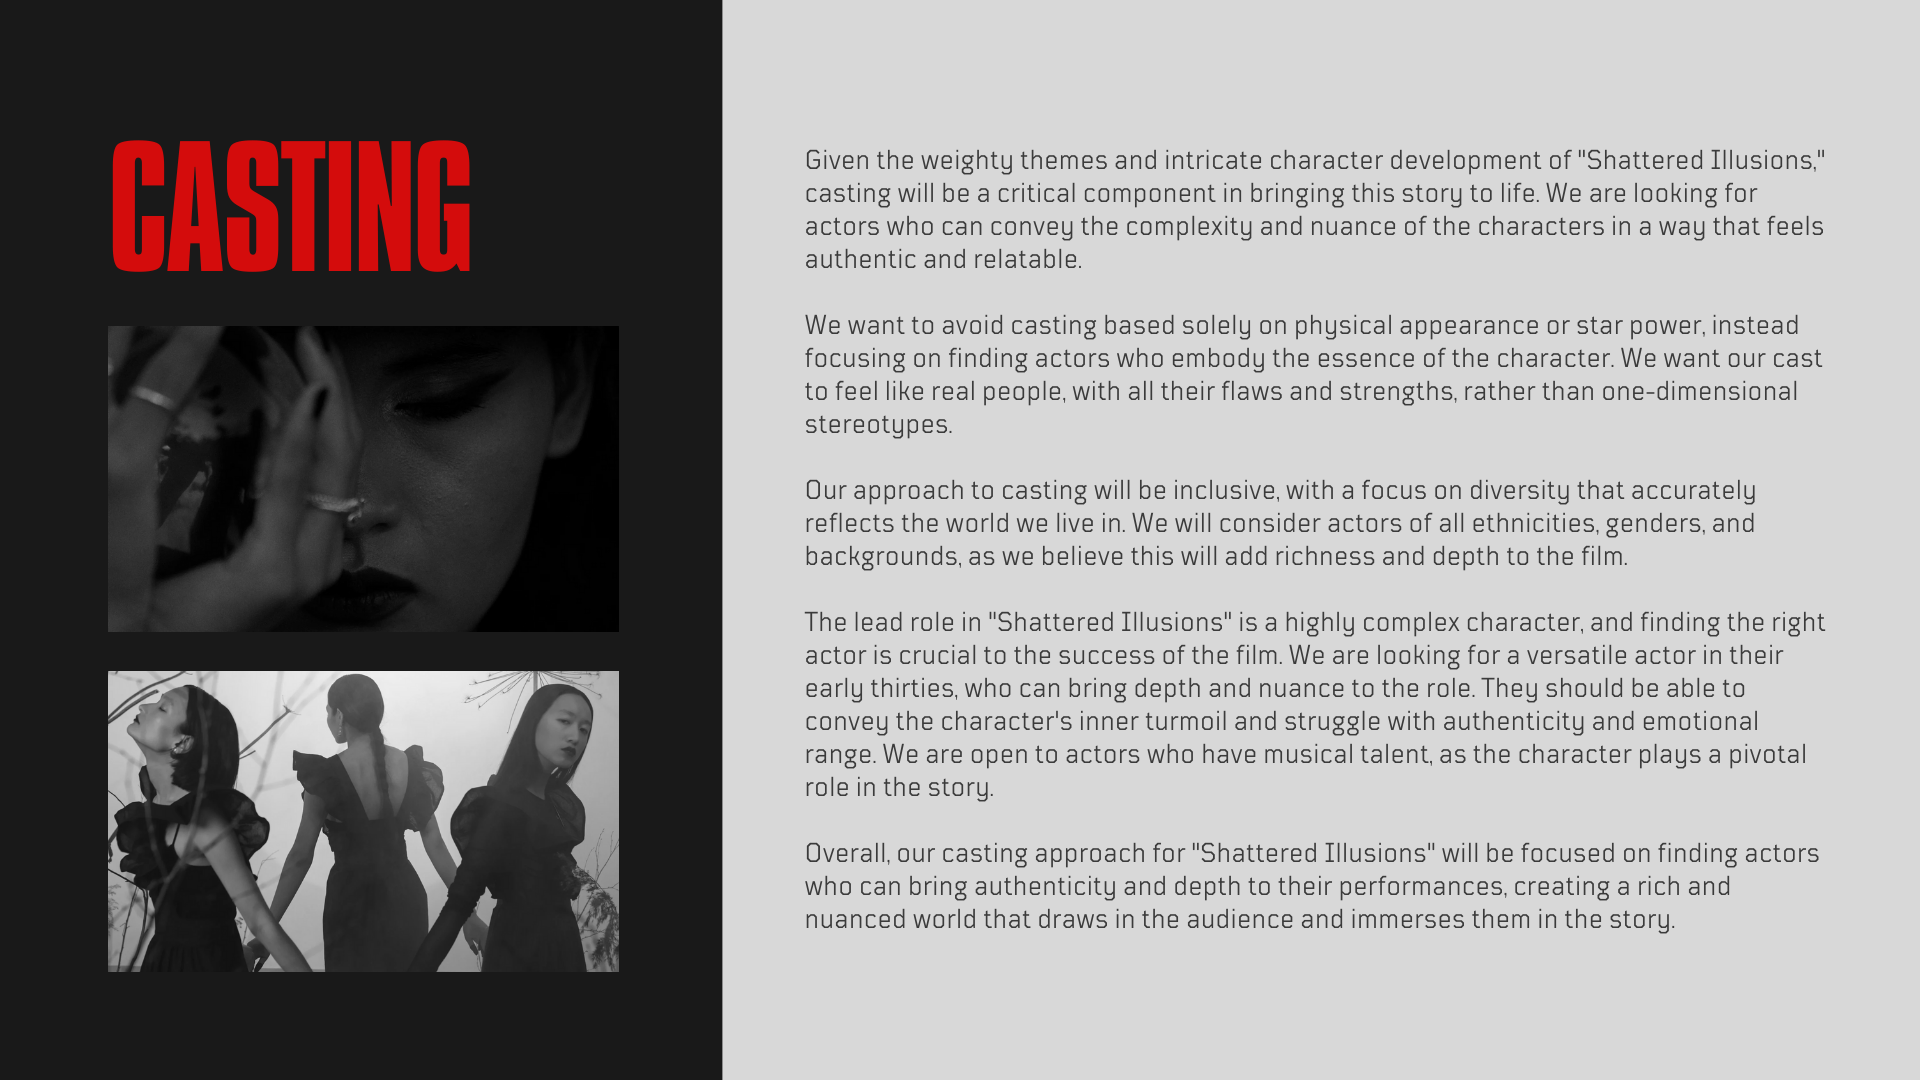 CASTING
Given the weighty themes and intricate character development of "Shattered Illusions,"
casting will be a critical component in bringing this story to life. We are looking for
actors who can convey the complexity and nuance of the characters in a way that feels
authentic and relatable.
We want to avoid casting based solely on physical appearance or star power, instead
focusing on finding actors who embody the essence of the character. We want our cast
to feel like real people, with all their flaws and strengths, rather than one-dimensional
stereotypes.
Our approach to casting will be inclusive, with a focus on diversity that accurately
reflects the world we live in. We will consider actors of all ethnicities, genders, and
backgrounds, as we believe this will add richness and depth to the film.
The lead role in "Shattered Illusions" is a highly complex character, and finding the right
actor is crucial to the success of the film. We are looking for a versatile actor in their
early thirties, who can bring depth and nuance to the role. They should be able to
convey the character's inner turmoil and struggle with authenticity and emotional
range. We are open to actors who have musical talent, as the character plays a pivotal
role in the story.
Overall, our casting approach for "Shattered Illusions" will be focused on finding actors
who can bring authenticity and depth to their performances, creating a rich and
nuanced world that draws in the audience and immerses them in the story.